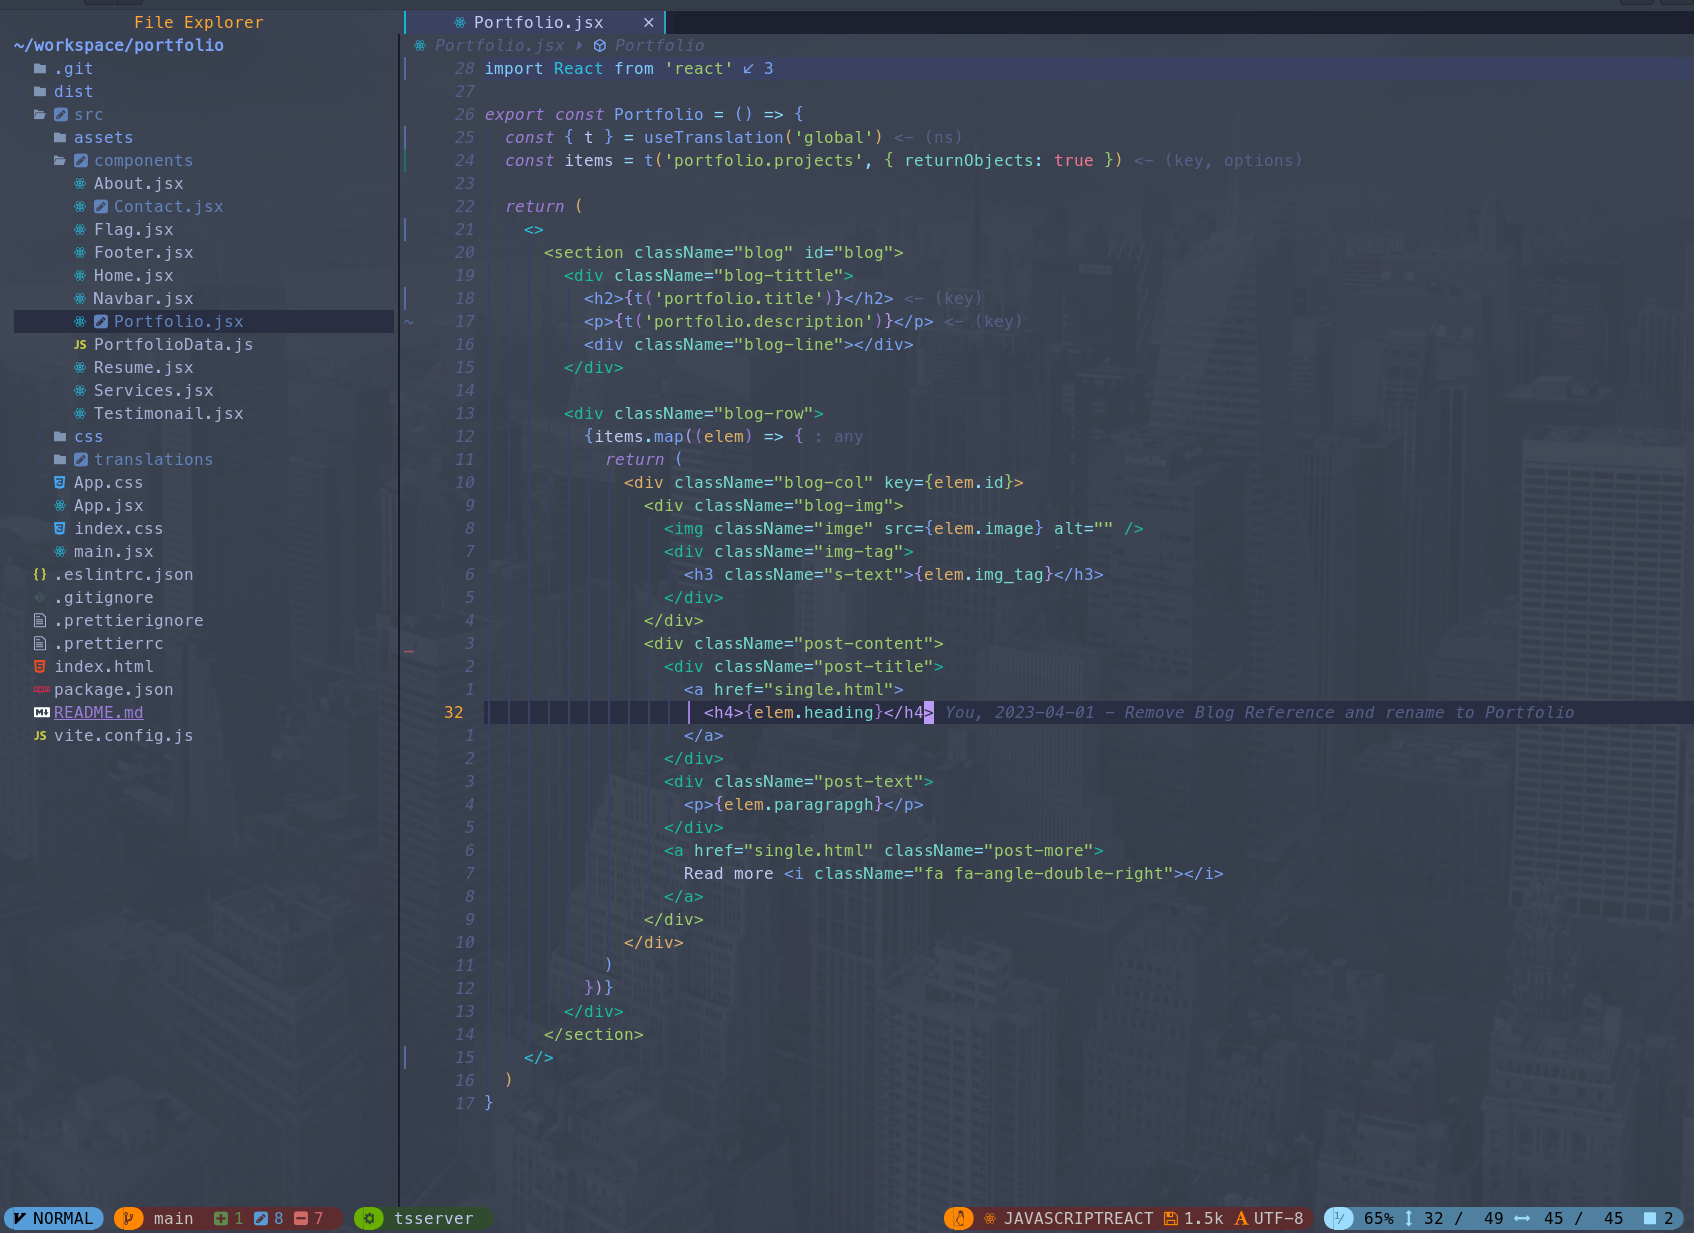 File Explorer
~/workspace/portfolio
.git
dist
src
assets
components
About.jsx
Contact.jsx
Flag.jsx
Footer.jsx
Home.jsx
Navbar.jsx
Portfolio.jsx
JS PortfolioData.js
Resume.jsx
Services.jsx
Testimonail.jsx
css
translations
App.css
App.jsx
index.css
main.jsx
{} .eslintrc.json
.gitignore
.prettierignore
.prettierrc
index.html
package.json
README.md
JS vite.config.js
Portfolio.jsx ×
Portfolio.jsx Portfolio
28 import React from 'react' ↙ 3
27
26 export const Portfolio = () => {
25 const { t } = useTranslation('global') <- (ns)
24 const items = t('portfolio.projects', { returnObjects: true }) <- (key, options)
23
22 return (
21 <>
20 <section className="blog" id="blog">
19 <div className="blog-tittle">
18 <h2>{t('portfolio.title')}</h2> <- (key)
~ 17 <p>{t('portfolio.description')}</p> <- (key)
16 <div className="blog-line"></div>
15 </div>
14
13 <div className="blog-row">
12 {items.map((elem) => { : any
11 return (
10 <div className="blog-col" key={elem.id}>
9 <div className="blog-img">
8 <img className="imge" src={elem.image} alt="" />
7 <div className="img-tag">
6 <h3 className="s-text">{elem.img_tag}</h3>
5 </div>
4 </div>
_ 3 <div className="post-content">
2 <div className="post-title">
1 <a href="single.html">
32 <h4>{elem.heading}</h4> You, 2023-04-01 - Remove Blog Reference and rename to Portfolio
1 </a>
2 </div>
3 <div className="post-text">
4 <p>{elem.paragrapgh}</p>
5 </div>
6 <a href="single.html" className="post-more">
7 Read more <i className="fa fa-angle-double-right"></i>
8 </a>
9 </div>
10 </div>
11 )
12 })}
13 </div>
14 </section>
15 </>
16 )
17 }
NORMAL main 1 8 7 tsserver JAVASCRIPTREACT 1.5k A UTF-8 65% 32 / 49 45 / 45 2